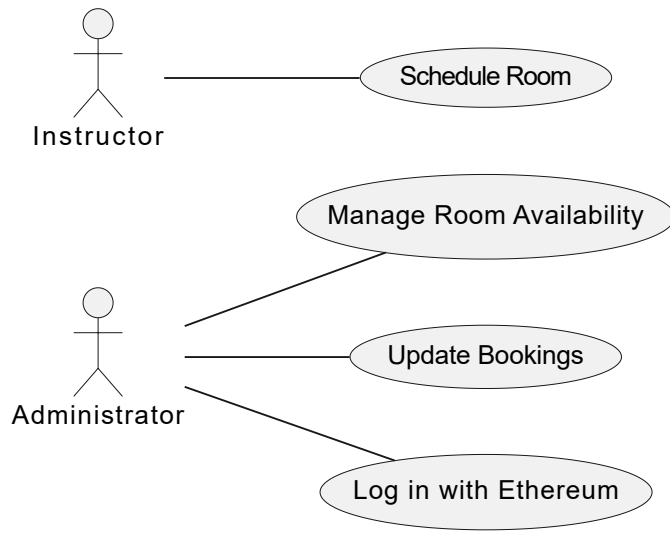 Schedule Room
Instructor
Manage Room Availability
Update Bookings
Administrator
Log in with Ethereum